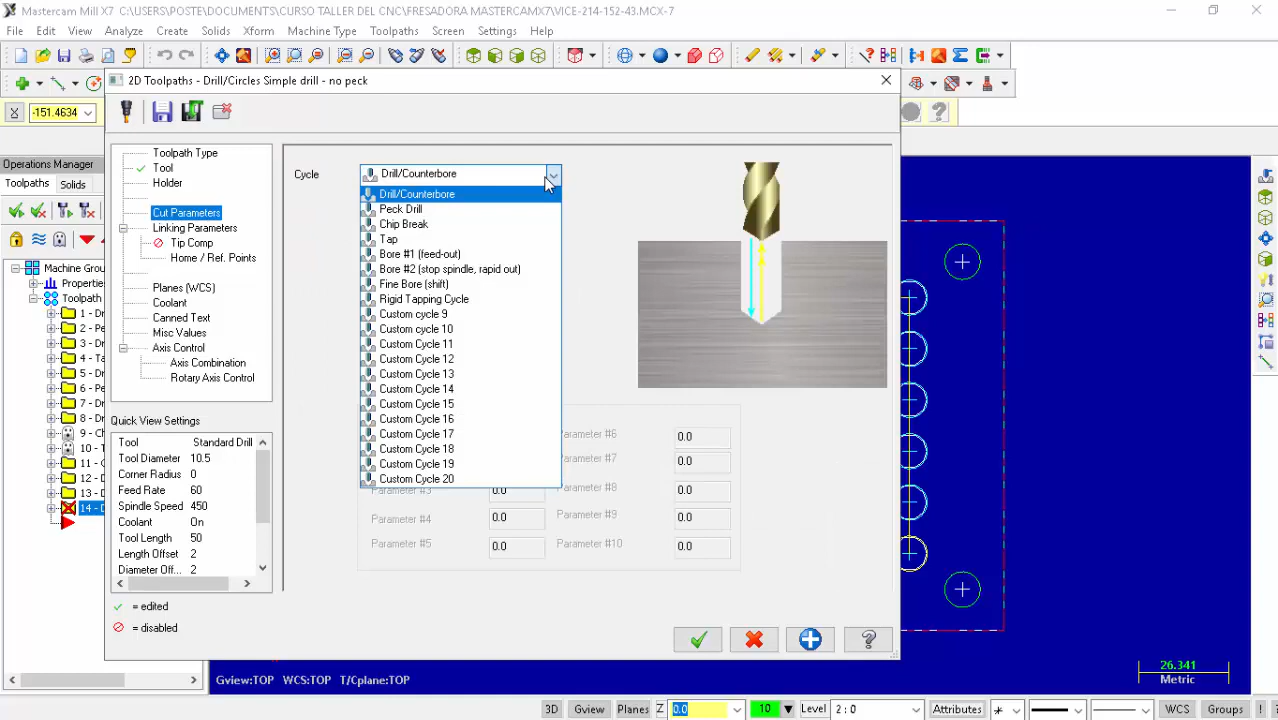 Mastercam Mill X7  C:\USERS\POSTE\DOCUMENTS\CURSO TALLER DEL CNC\FRESADORA MASTERCAMX7\VICE-214-152-43.MCX-7
File Edit View Analyze Create Solids Xform Machine Type Toolpaths Screen Settings Help
2D Toolpaths - Drill/Circles Simple drill - no peck
-151.4634
Operations Manager
Toolpaths Solids
Toolpath Type
Tool
Holder
Cut Parameters
Linking Parameters
Tip Comp
Home / Ref. Points
Planes (WCS)
Coolant
Canned Text
Misc Values
Axis Control
Axis Combination
Rotary Axis Control
Cycle Drill/Counterbore
Drill/Counterbore
Peck Drill
Chip Break
Tap
Bore #1 (feed-out)
Bore #2 (stop spindle, rapid out)
Fine Bore (shift)
Rigid Tapping Cycle
Custom cycle 9
Custom cycle 10
Custom Cycle 11
Custom Cycle 12
Custom Cycle 13
Custom Cycle 14
Custom Cycle 15
Custom Cycle 16
Custom Cycle 17
Custom Cycle 18
Custom Cycle 19
Custom Cycle 20
Machine Grou
Properti
Toolpath
1 - Dr
2 - Pe
3 - Dr
4 - Ta
5 - Dr
6 - Pe
7 - Dr
8 - Dr
9 - Ch
10 - T
11 - C
12 - D
13 - D
14 - D
Quick View Settings
Tool Standard Drill
Tool Diameter 10.5
Corner Radius 0
Feed Rate 60
Spindle Speed 450
Coolant On
Tool Length 50
Length Offset 2
Diameter Off... 2
= edited
= disabled
arameter #6 0.0
arameter #7 0.0
Parameter #3 0.0 Parameter #8 0.0
Parameter #4 0.0 Parameter #9 0.0
Parameter #5 0.0 Parameter #10 0.0
Gview:TOP WCS:TOP T/Cplane:TOP
26.341
Metric
3D Gview Planes Z 0.0 10 Level 2 : 0 Attributes WCS Groups